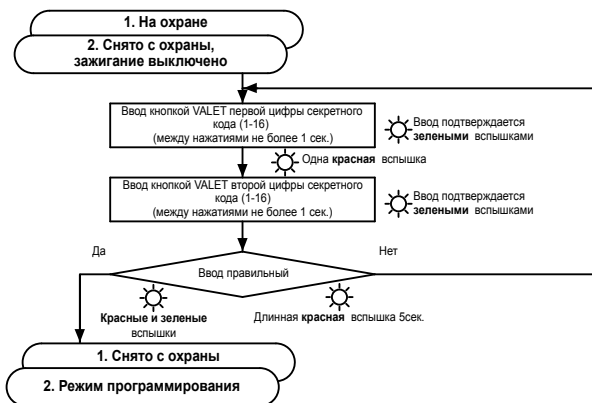 1. На охране
2. Снято с охраны,
зажигание выключено
Ввод кнопкой VALET первой цифры секретного
кода (1-16)
(между нажатиями не более 1 сек.)
Ввод подтверждается
зелеными вспышками
Одна красная вспышка
Ввод кнопкой VALET второй цифры секретного
кода (1-16)
(между нажатиями не более 1 сек.)
Ввод подтверждается
зелеными вспышками
Да
Нет
Ввод правильный
Красные и зеленые
вспышки
Длинная красная вспышка 5сек.
1. Снято с охраны
2. Режим программирования